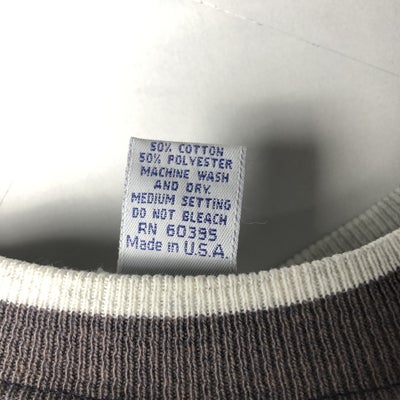 50% COTTON
50% POLYESTER
MACHINE WASH
AND DRY.
MEDIUM SETTING
DO NOT BLEACH
RN 60395
Made in U.S.A.